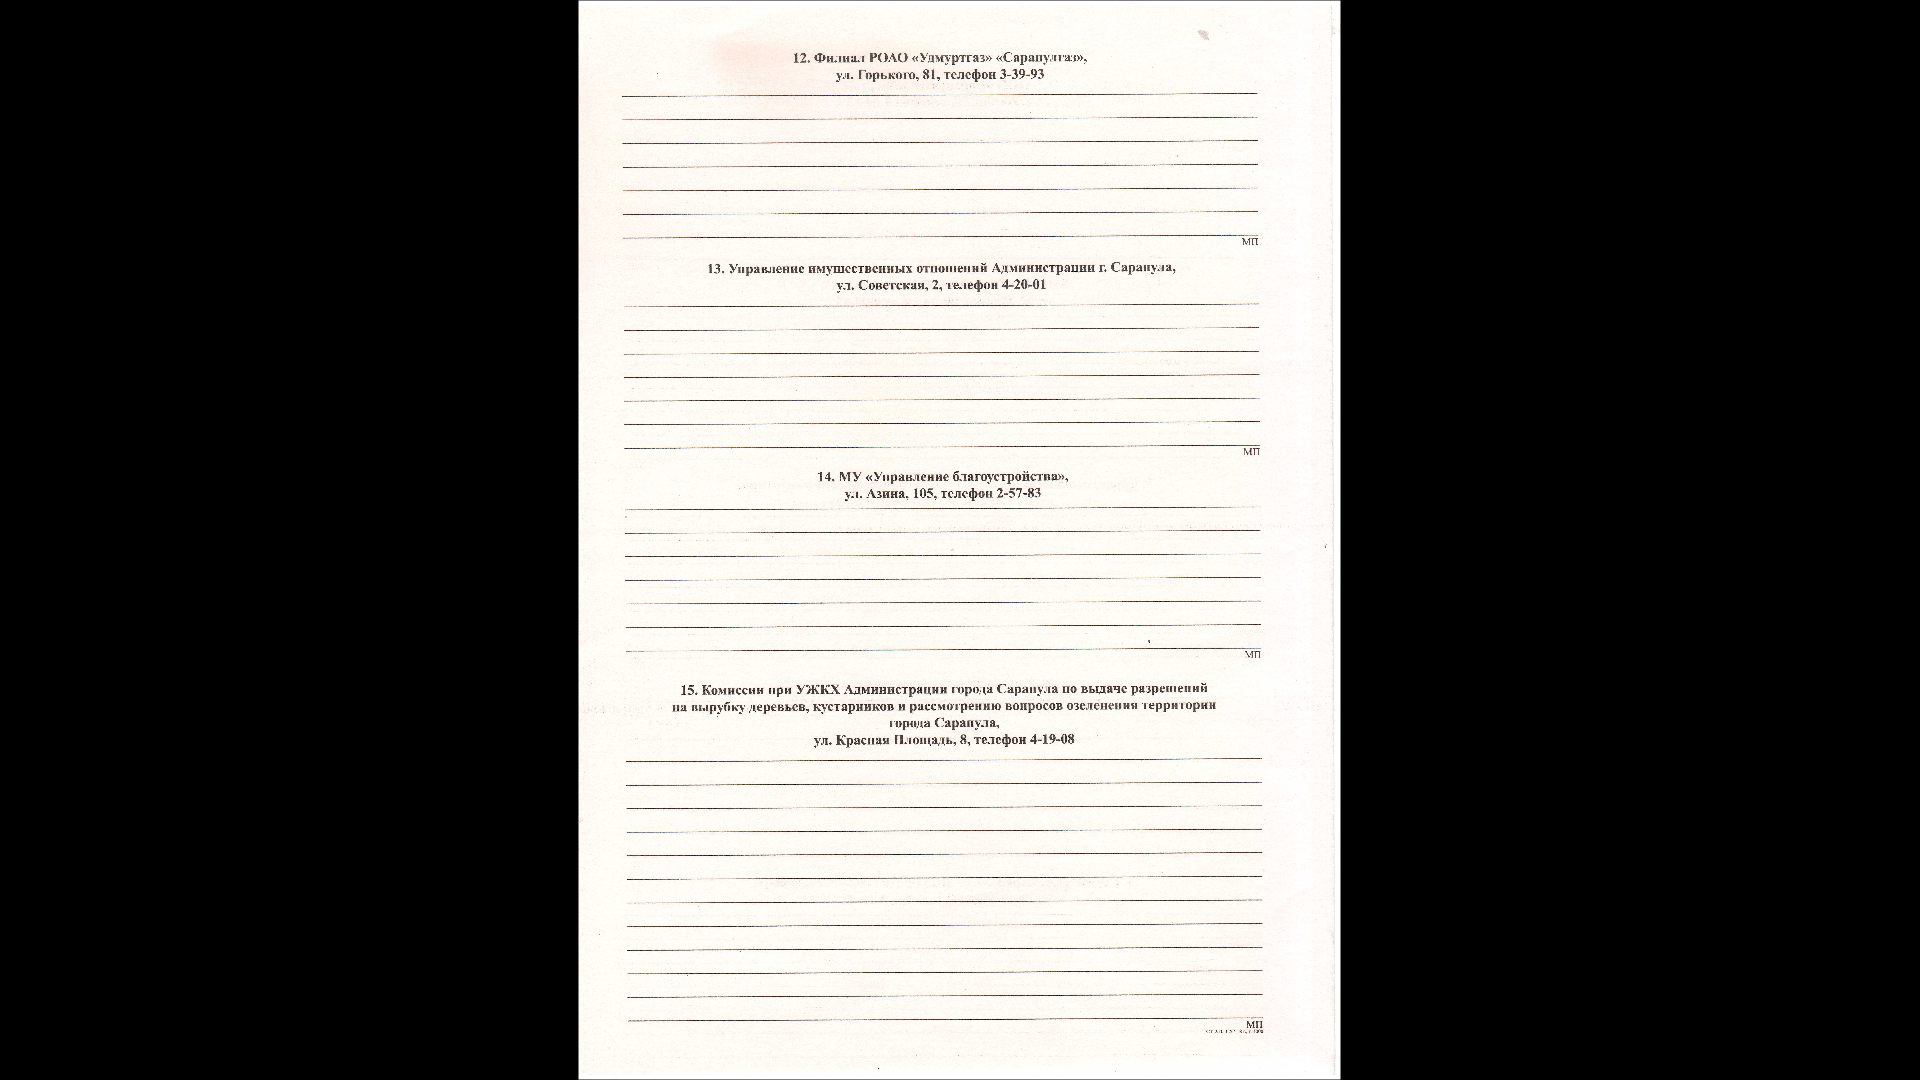 12. Филиал РОАО «Удмуртгаз» «Сарапулгаз»,
ул. Горького, 81, телефон 3-39-93
МП
13. Управление имущественных отношений Администрации г. Сарапула,
ул. Советская, 2, телефон 4-20-01
МП
14. МУ «Управление благоустройства»,
ул. Азина, 105, телефон 2-57-83
МП
15. Комиссии при УЖКХ Администрации города Сарапула по выдаче разрешений
на вырубку деревьев, кустарников и рассмотрению вопросов озеленения территории
города Сарапула,
ул. Красная Площадь, 8, телефон 4-19-08
МП